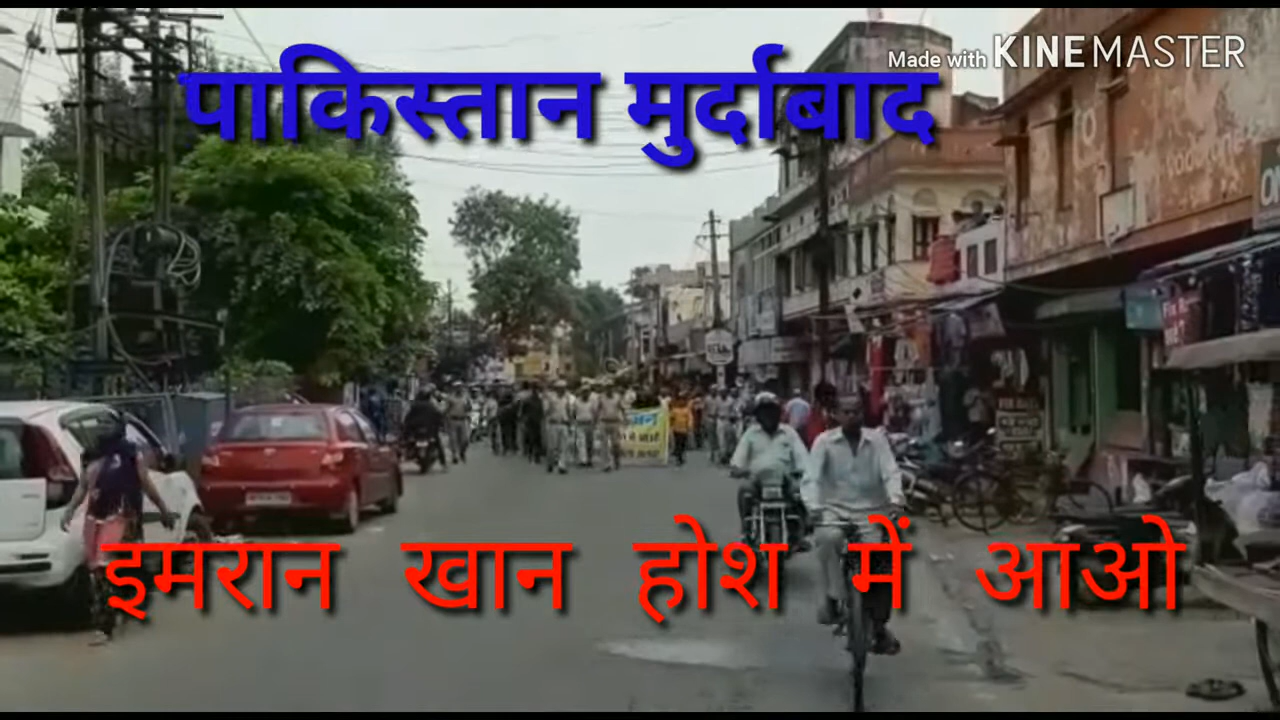 Made with KINEMASTER
पाकिस्तान मुर्दाबाद
इमरान खान होश में आओ